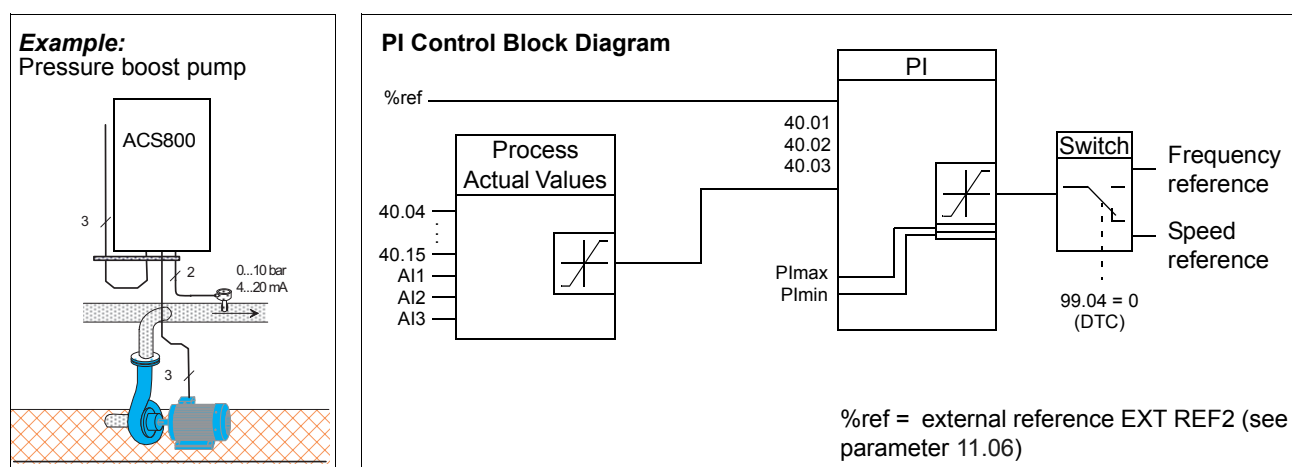 Example:
Pressure boost pump
ACS800
3
2
0...10 bar
4...20 mA
3
PI Control Block Diagram
%ref
Process
Actual Values
40.04
40.15
AI1
AI2
AI3
PI
40.01
40.02
40.03
PImax
PImin
Switch
Frequency
reference
Speed
reference
99.04 = 0
(DTC)
%ref = external reference EXT REF2 (see
parameter 11.06)